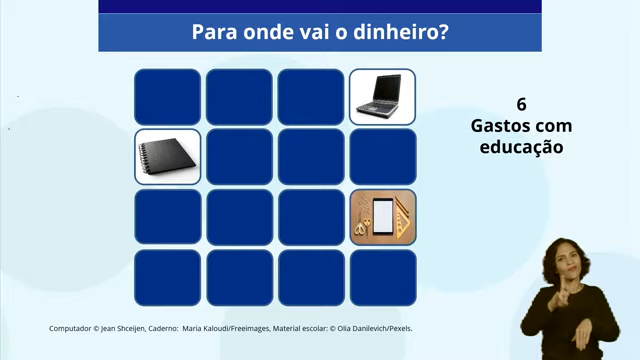 Para onde vai o dinheiro?
6
Gastos com
educação
Computador © Jean Shceijen, Caderno: Maria Kaloudi/Freeimages, Material escolar: © Olia Danilevich/Pexels.